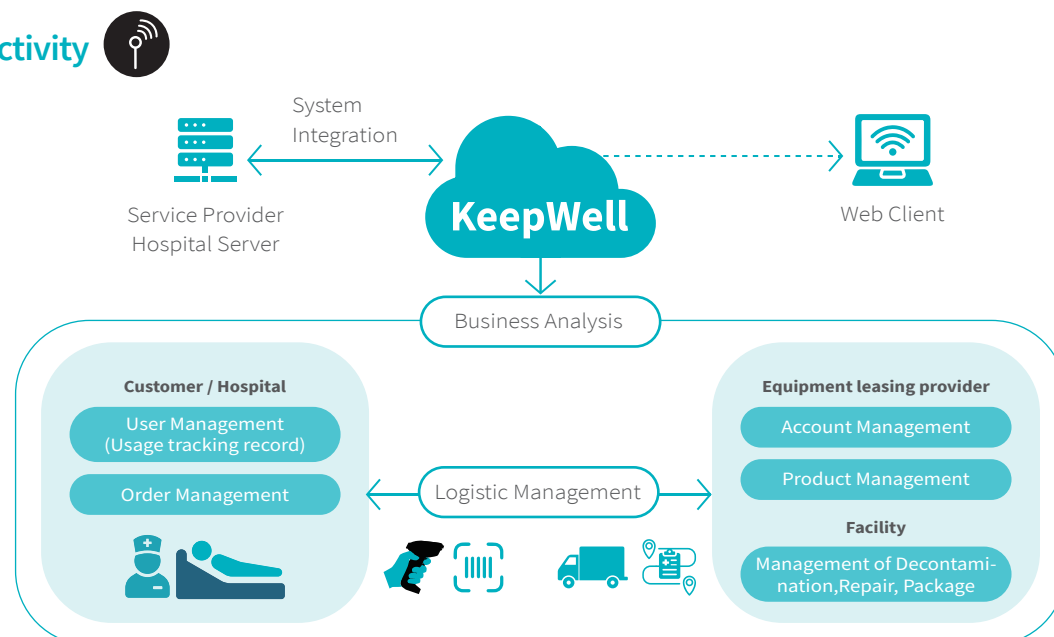 ctivity
System
Integration
KeepWell
Service Provider
Hospital Server
Web Client
Business Analysis
Customer / Hospital
User Management
(Usage tracking record)
Order Management
Logistic Management
Equipment leasing provider
Account Management
Product Management
Facility
Management of Decontami-
nation,Repair, Package